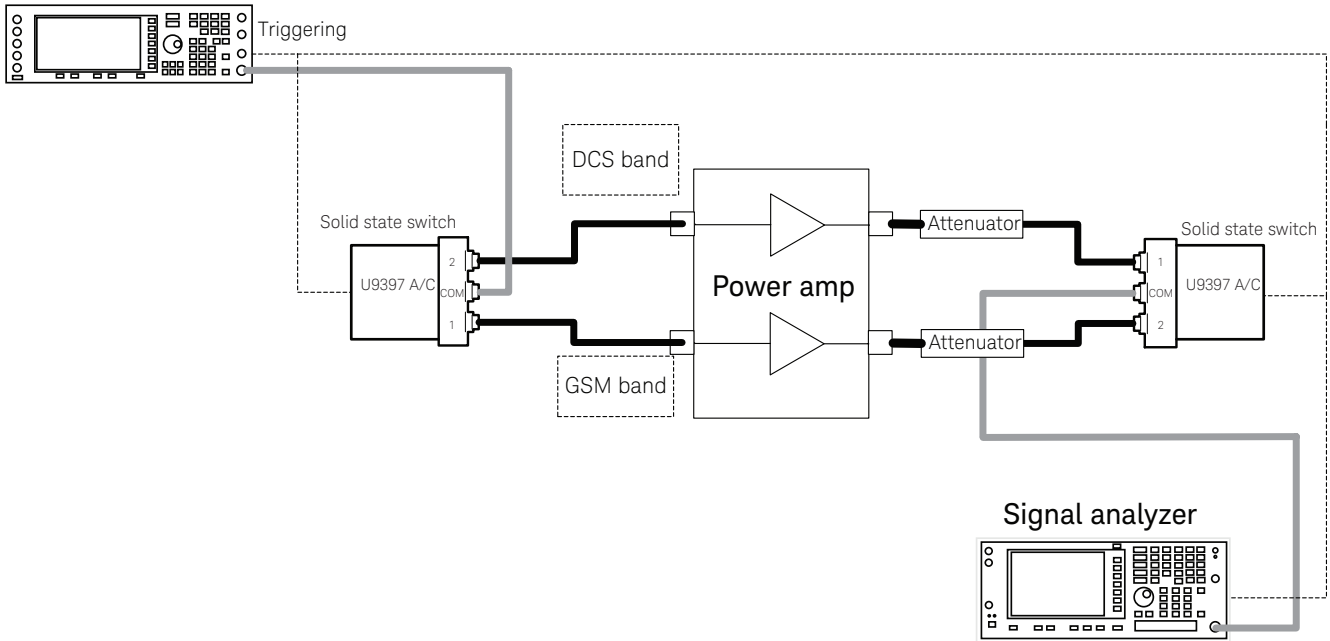 Triggering
DCS band
Solid state switch
Solid state switch
2
U9397 A/C
COM
1
Attenuator
1
COM
U9397 A/C
2
Power amp
Attenuator
GSM band
Signal analyzer